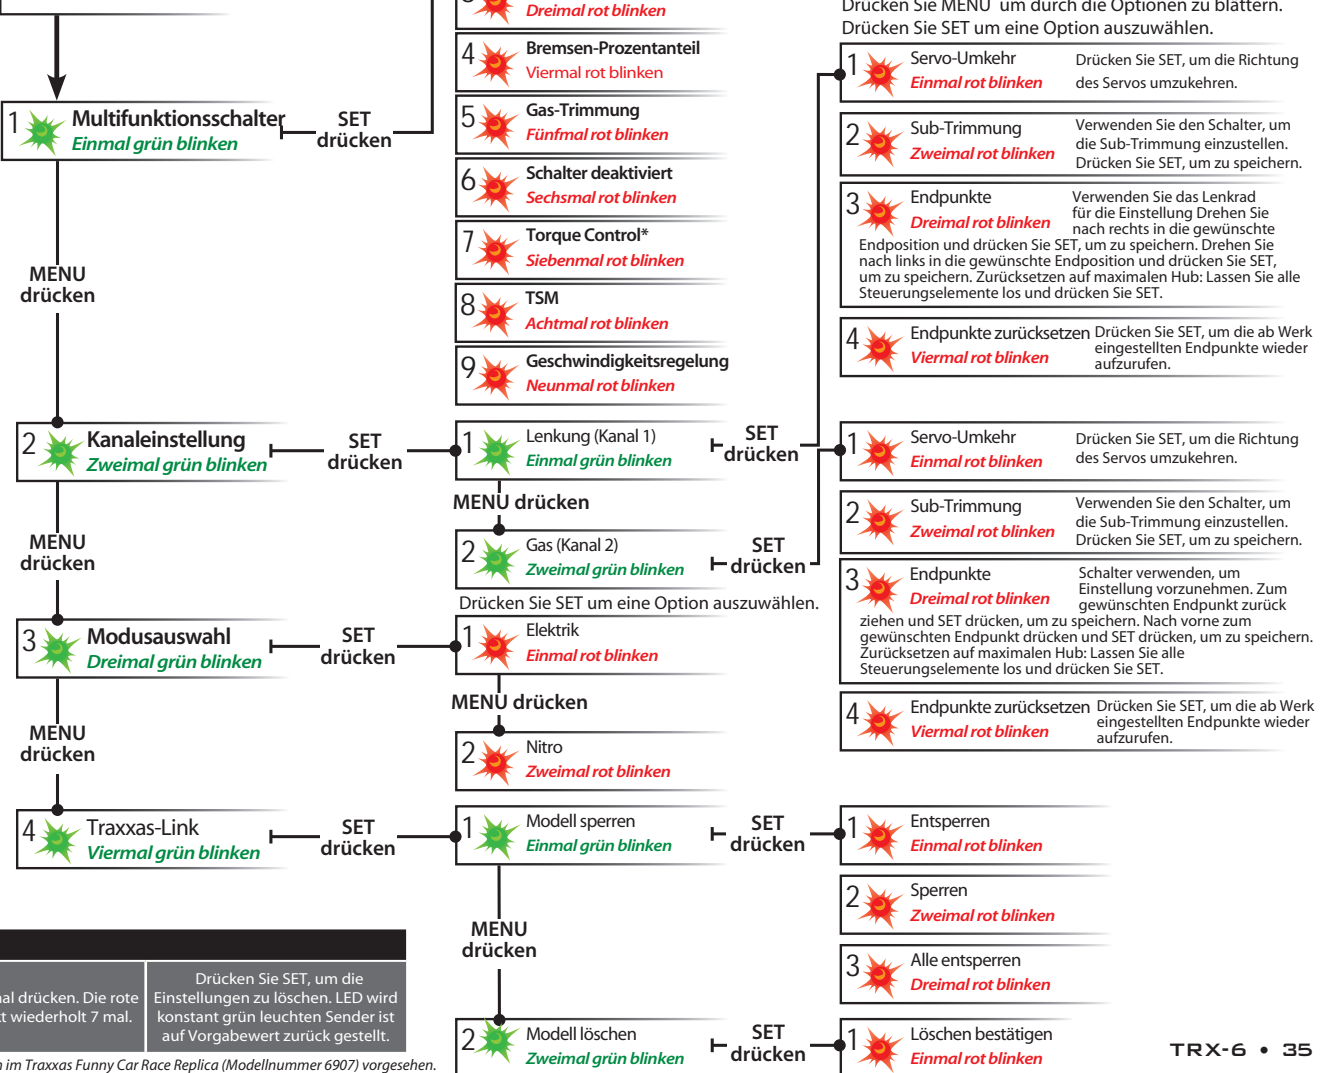 1
Multifunktionsschalter
Einmal grün blinken
SET
drücken
MENU
drücken
2
Kanaleinstellung
Zweimal grün blinken
SET
drücken
MENU
drücken
3
Modusauswahl
Dreimal grün blinken
SET
drücken
MENU
drücken
4
Traxxas-Link
Viermal grün blinken
SET
drücken
Dreimal rot blinken
4
Bremsen-Prozentanteil
Viermal rot blinken
5
Gas-Trimmung
Fünfmal rot blinken
6
Schalter deaktiviert
Sechsmal rot blinken
7
Torque Control*
Siebenmal rot blinken
8
TSM
Achtmal rot blinken
9
Geschwindigkeitsregelung
Neunmal rot blinken
1
Lenkung (Kanal 1)
Einmal grün blinken
SET
drücken
MENU drücken
2
Gas (Kanal 2)
Zweimal grün blinken
SET
drücken
Drücken Sie SET um eine Option auszuwählen.
1
Elektrik
Einmal rot blinken
MENU drücken
2
Nitro
Zweimal rot blinken
1
Modell sperren
Einmal grün blinken
SET
drücken
MENU
drücken
2
Modell löschen
Zweimal grün blinken
SET
drücken
Drücken Sie MENÜ um durch die Optionen zu blättern.
Drücken Sie SET um eine Option auszuwählen.
1
Servo-Umkehr
Einmal rot blinken
Drücken Sie SET, um die Richtung
des Servos umzukehren.
2
Sub-Trimmung
Zweimal rot blinken
Verwenden Sie den Schalter, um
die Sub-Trimmung einzustellen.
Drücken Sie SET, um zu speichern.
3
Endpunkte
Dreimal rot blinken
Verwenden Sie das Lenkrad
für die Einstellung Drehen Sie
nach rechts in die gewünschte
Endposition und drücken Sie SET, um zu speichern. Drehen Sie
nach links in die gewünschte Endposition und drücken Sie SET,
um zu speichern. Zurücksetzen auf maximalen Hub: Lassen Sie alle
Steuerungselemente los und drücken Sie SET.
4
Endpunkte zurücksetzen
Viermal rot blinken
Drücken Sie SET, um die ab Werk
eingestellten Endpunkte wieder
aufzurufen.
1
Servo-Umkehr
Einmal rot blinken
Drücken Sie SET, um die Richtung
des Servos umzukehren.
2
Sub-Trimmung
Zweimal rot blinken
Verwenden Sie den Schalter, um
die Sub-Trimmung einzustellen.
Drücken Sie SET, um zu speichern.
3
Endpunkte
Dreimal rot blinken
Schalter verwenden, um
Einstellung vorzunehmen. Zum
gewünschten Endpunkt zurück
ziehen und SET drücken, um zu speichern. Nach vorne zum
gewünschten Endpunkt drücken und SET drücken, um zu speichern.
Zurücksetzen auf maximalen Hub: Lassen Sie alle
Steuerungselemente los und drücken Sie SET.
4
Endpunkte zurücksetzen
Viermal rot blinken
Drücken Sie SET, um die ab Werk
eingestellten Endpunkte wieder
aufzurufen.
1
Entsperren
Einmal rot blinken
2
Sperren
Zweimal rot blinken
3
Alle entsperren
Dreimal rot blinken
1
Löschen bestätigen
Einmal rot blinken
drücken. Die rote
wiederholt 7 mal.
Drücken Sie SET, um die
Einstellungen zu löschen. LED wird
konstant grün leuchten Sender ist
auf Vorgabewert zurück gestellt.
im Traxxas Funny Car Race Replica (Modellnummer 6907) vorgesehen.
TRX-6 • 35